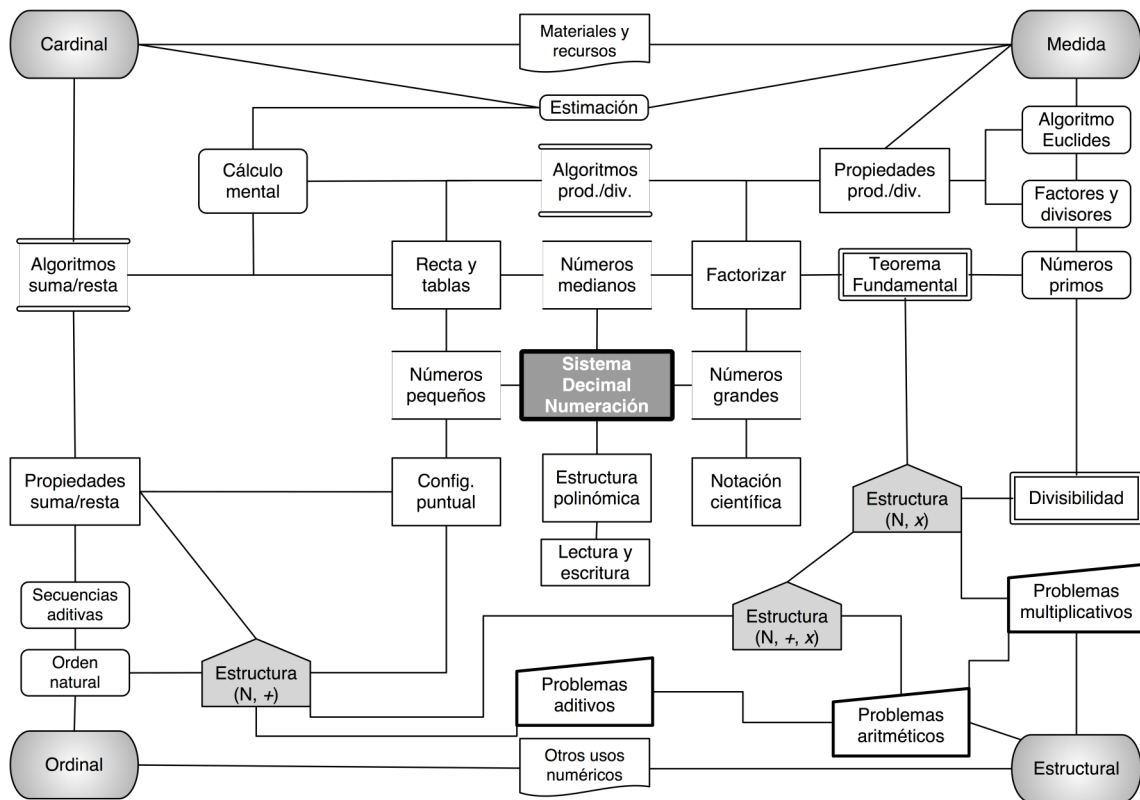 Cardinal
Materiales y
recursos
Medida
Estimación
Algoritmo
Euclides
Cálculo
mental
Algoritmos
prod./div.
Propiedades
prod./div.
Factores y
divisores
Algoritmos
suma/resta
Recta y
tablas
Números
medianos
Factorizar
Teorema
Fundamental
Números
primos
Números
pequeños
Sistema
Decimal
Numeración
Números
grandes
Propiedades
suma/resta
Config.
puntual
Estructura
polinómica
Notación
científica
Estructura
(N, x)
Divisibilidad
Lectura y
escritura
Secuencias
aditivas
Estructura
(N, +, x)
Problemas
multiplicativos
Orden
natural
Estructura
(N, +)
Problemas
aditivos
Problemas
aritméticos
Ordinal
Otros usos
numéricos
Estructural